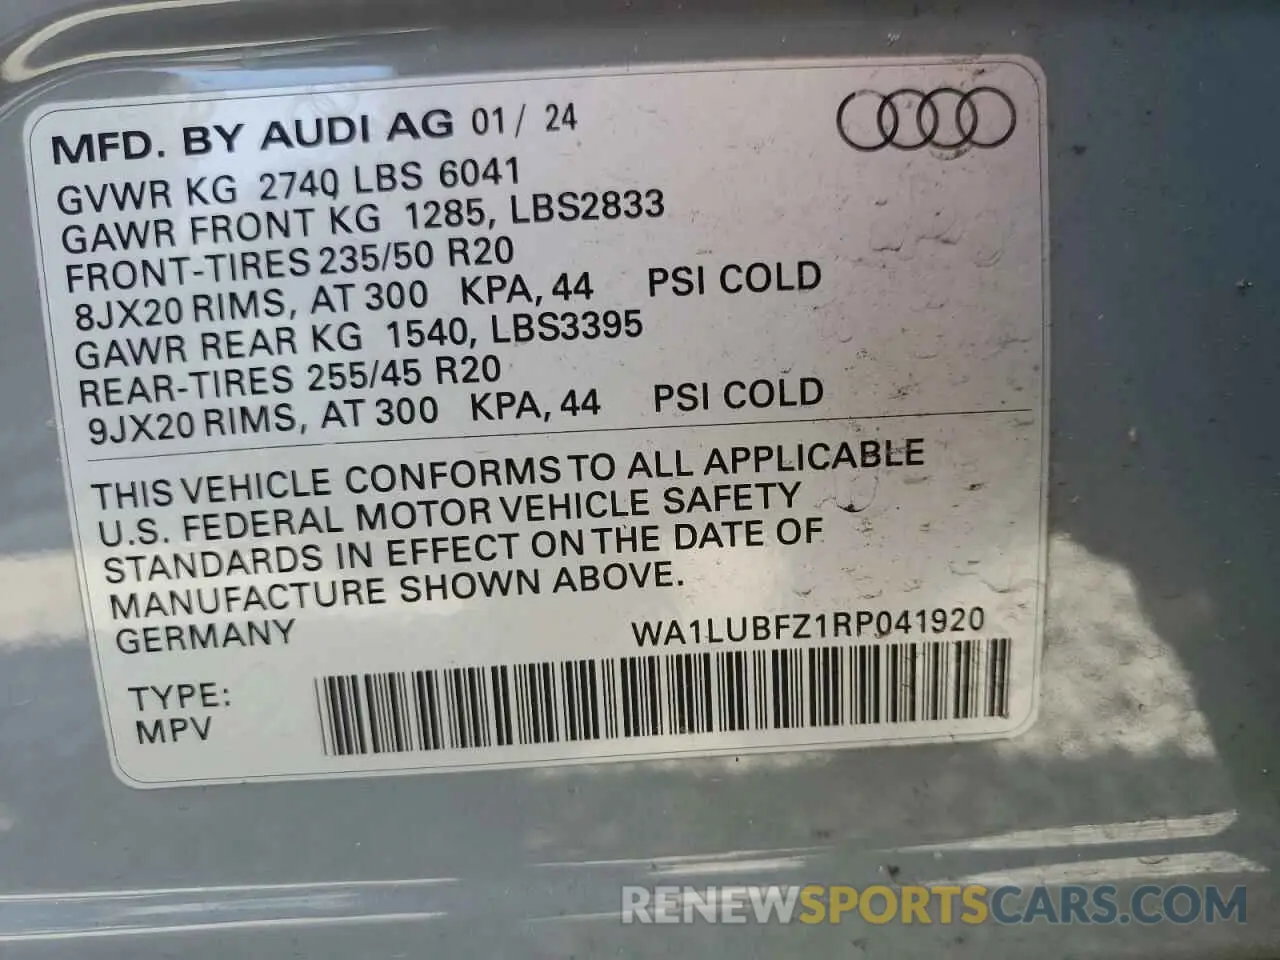 MFD. BY AUDI AG 01 / 24
GVWR KG 2740 LBS 6041
GAWR FRONT KG 1285, LBS2833
FRONT-TIRES 235/50 R20
8JX20 RIMS, AT 300 KPA, 44 PSI COLD
GAWR REAR KG 1540, LBS3395
REAR-TIRES 255/45 R20
9JX20 RIMS, AT 300 KPA, 44 PSI COLD
THIS VEHICLE CONFORMS TO ALL APPLICABLE
U.S. FEDERAL MOTOR VEHICLE SAFETY
STANDARDS IN EFFECT ON THE DATE OF
MANUFACTURE SHOWN ABOVE.
GERMANY WA1LUBFZ1RP041920
TYPE:
MPV
RENEWSPORTSCARS.COM